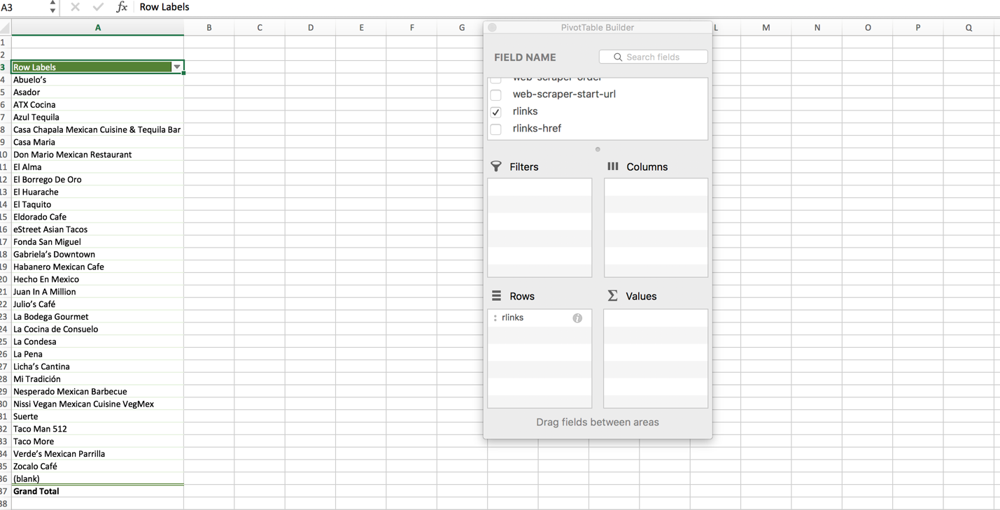 A3
fx
Row Labels
A B C D E F G L M N O P Q
1
2
3 Row Labels
4 Abuelo’s
5 Asador
6 ATX Cocina
7 Azul Tequila
8 Casa Chapala Mexican Cuisine & Tequila Bar
9 Casa Maria
10 Don Mario Mexican Restaurant
11 El Alma
12 El Borrego De Oro
13 El Huarache
14 El Taquito
15 Eldorado Cafe
16 eStreet Asian Tacos
17 Fonda San Miguel
18 Gabriela’s Downtown
19 Habanero Mexican Cafe
20 Hecho En Mexico
21 Juan In A Million
22 Julio’s Café
23 La Bodega Gourmet
24 La Cocina de Consuelo
25 La Condesa
26 La Pena
27 Licha’s Cantina
28 Mi Tradición
29 Nesperado Mexican Barbecue
30 Nissi Vegan Mexican Cuisine VegMex
31 Suerte
32 Taco Man 512
33 Taco More
34 Verde’s Mexican Parrilla
35 Zocalo Café
36 (blank)
37 Grand Total
38
PivotTable Builder
FIELD NAME
Search fields
web-scraper-order
web-scraper-start-url
rlinks
rlinks-href
Filters
Columns
Rows
Values
rlinks
Drag fields between areas